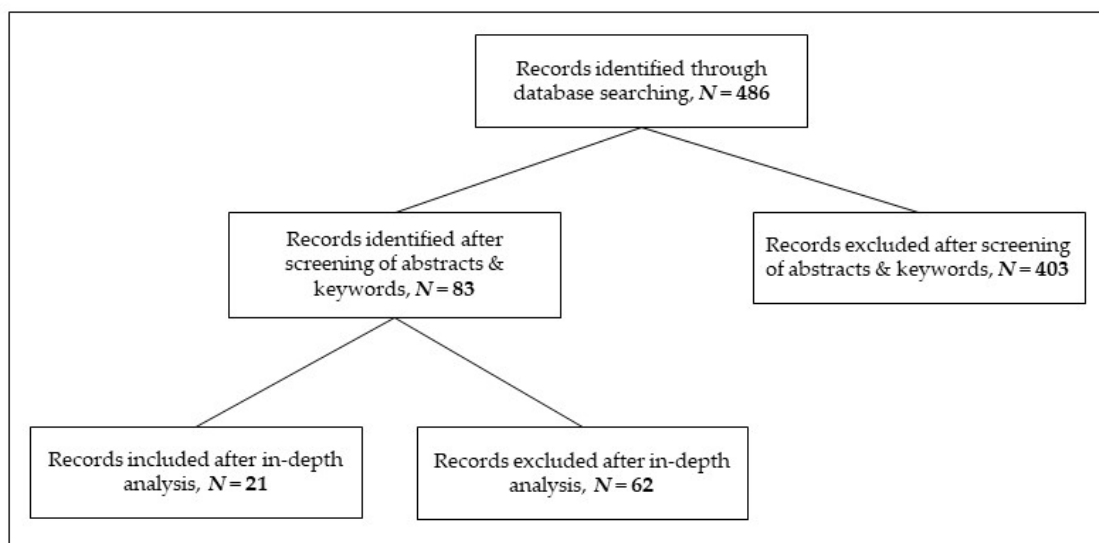 Records identified through
database searching, N = 486
Records identified after
screening of abstracts &
keywords, N = 83
Records excluded after screening
of abstracts & keywords, N = 403
Records included after in-depth
analysis, N = 21
Records excluded after in-depth
analysis, N = 62